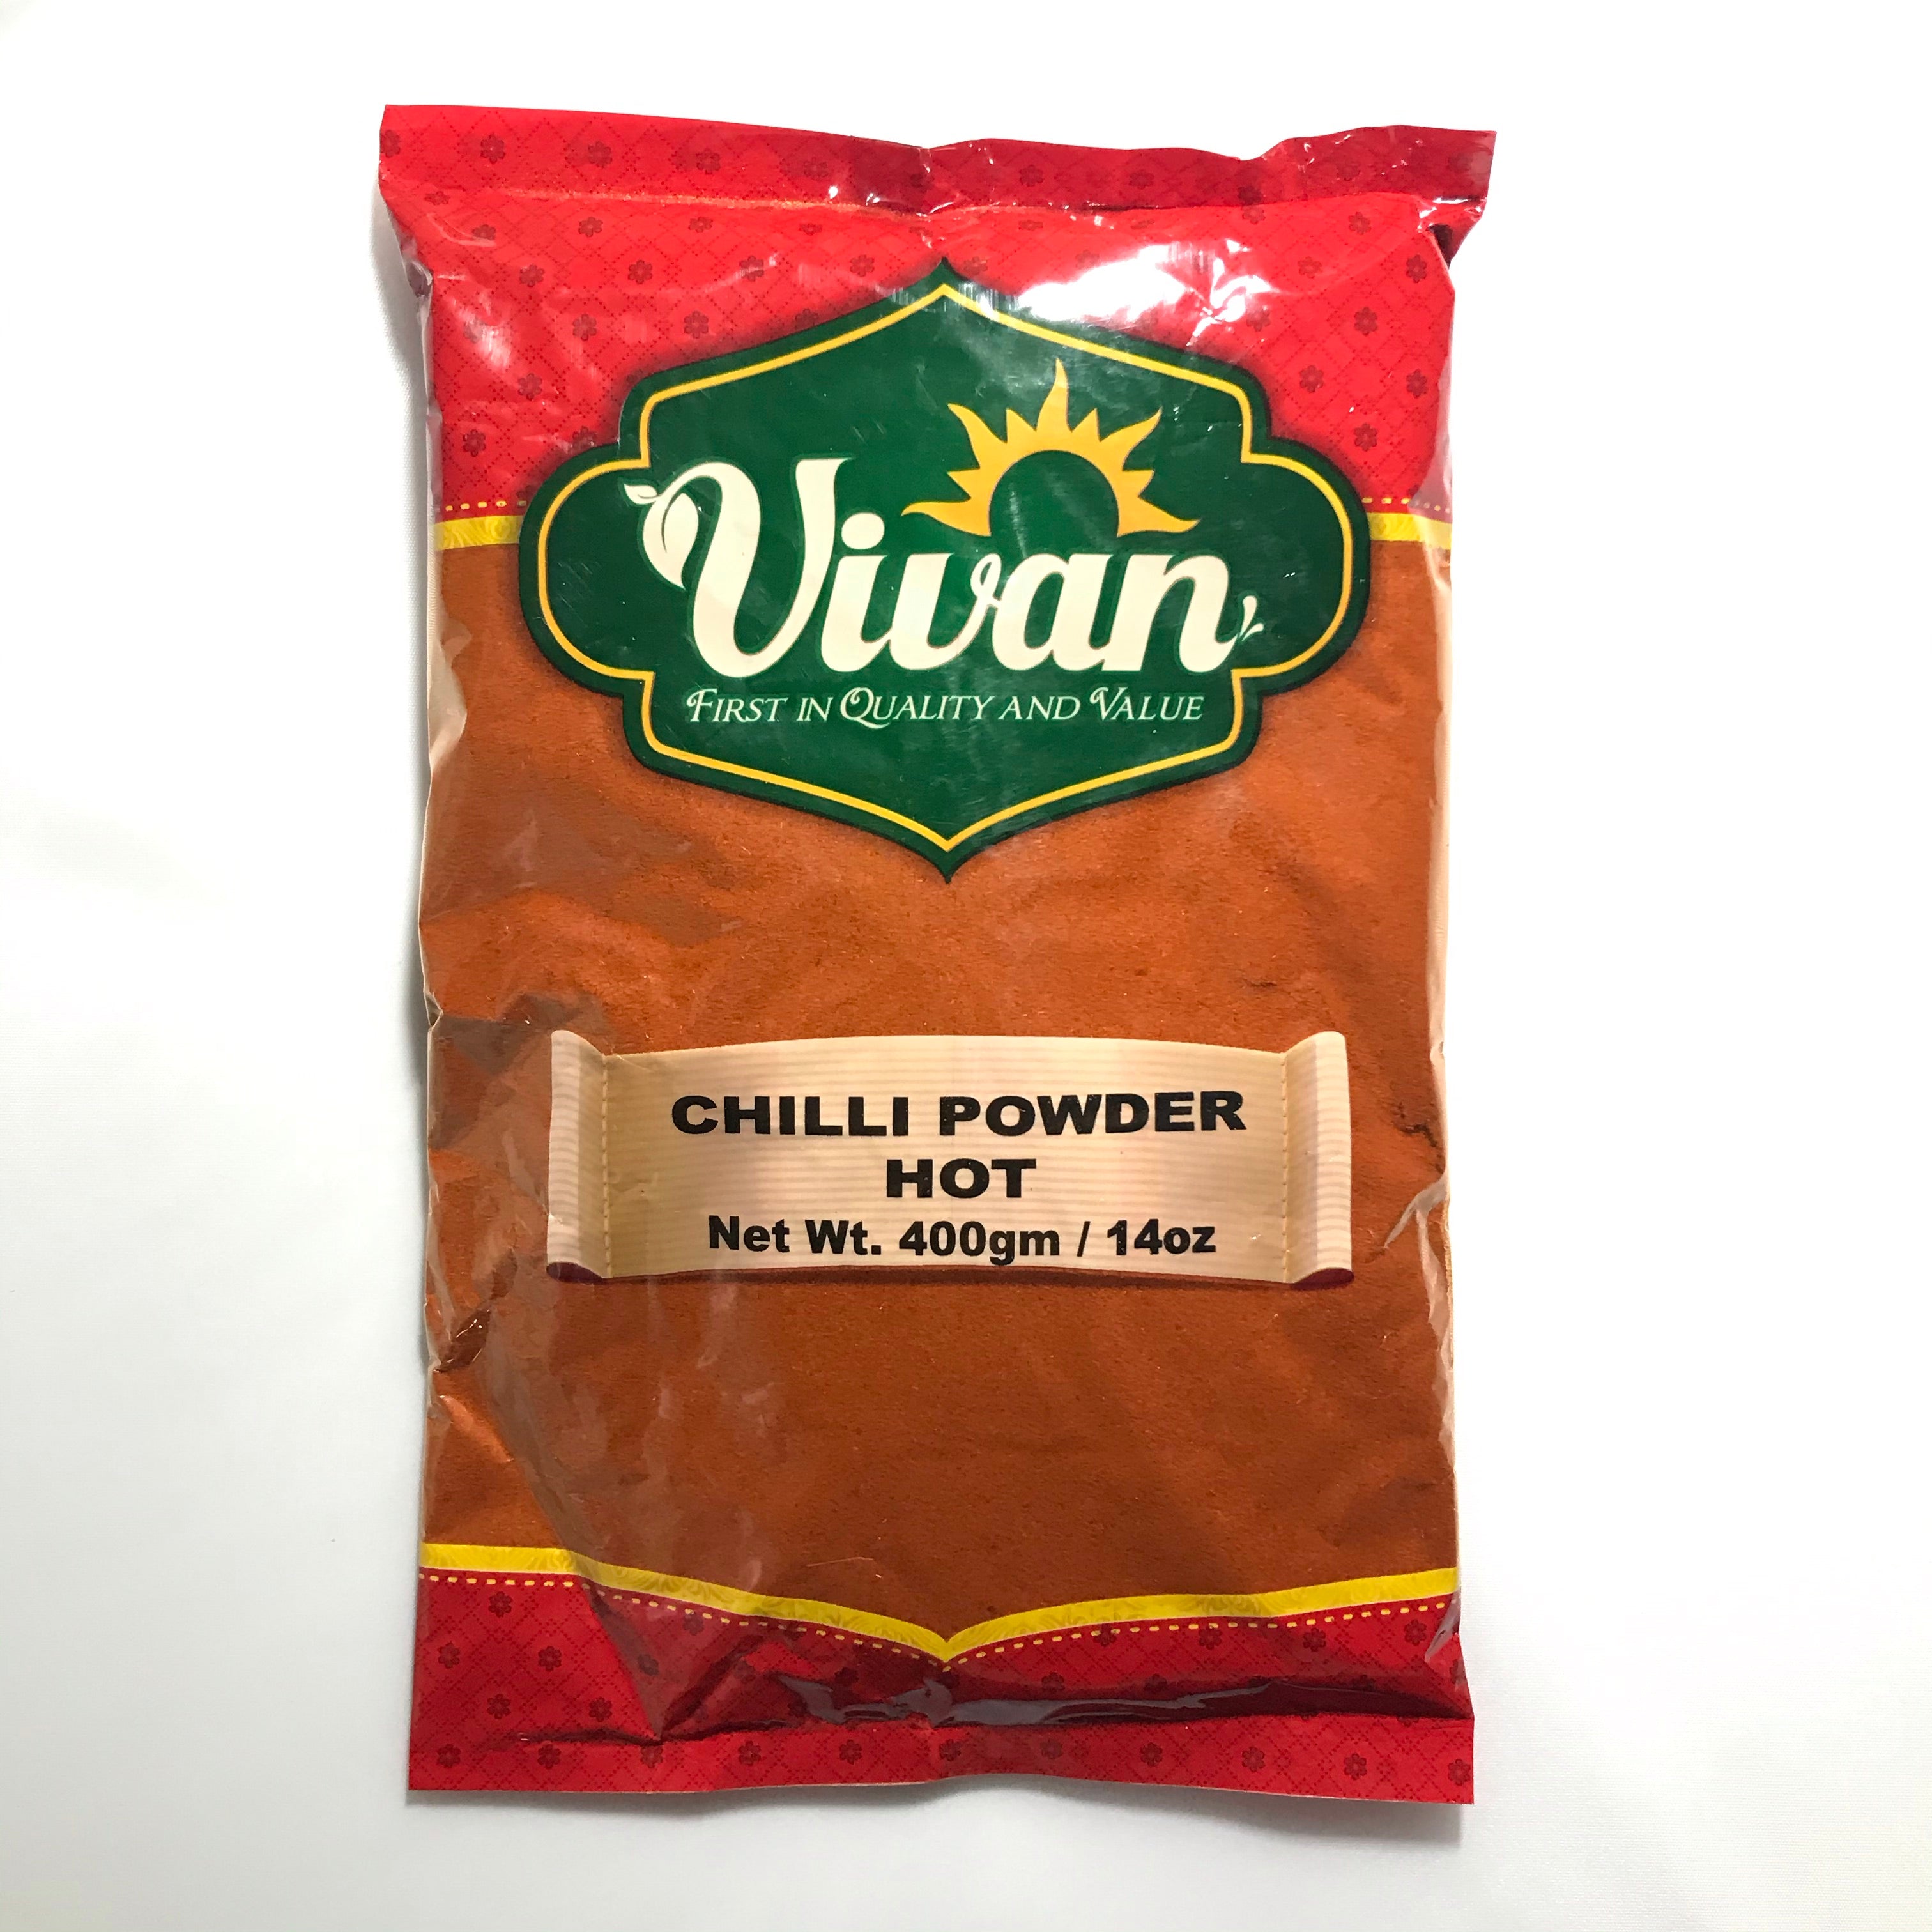 Vivan
First in Quality and Value
CHILLI POWDER
HOT
Net Wt. 400gm / 14oz